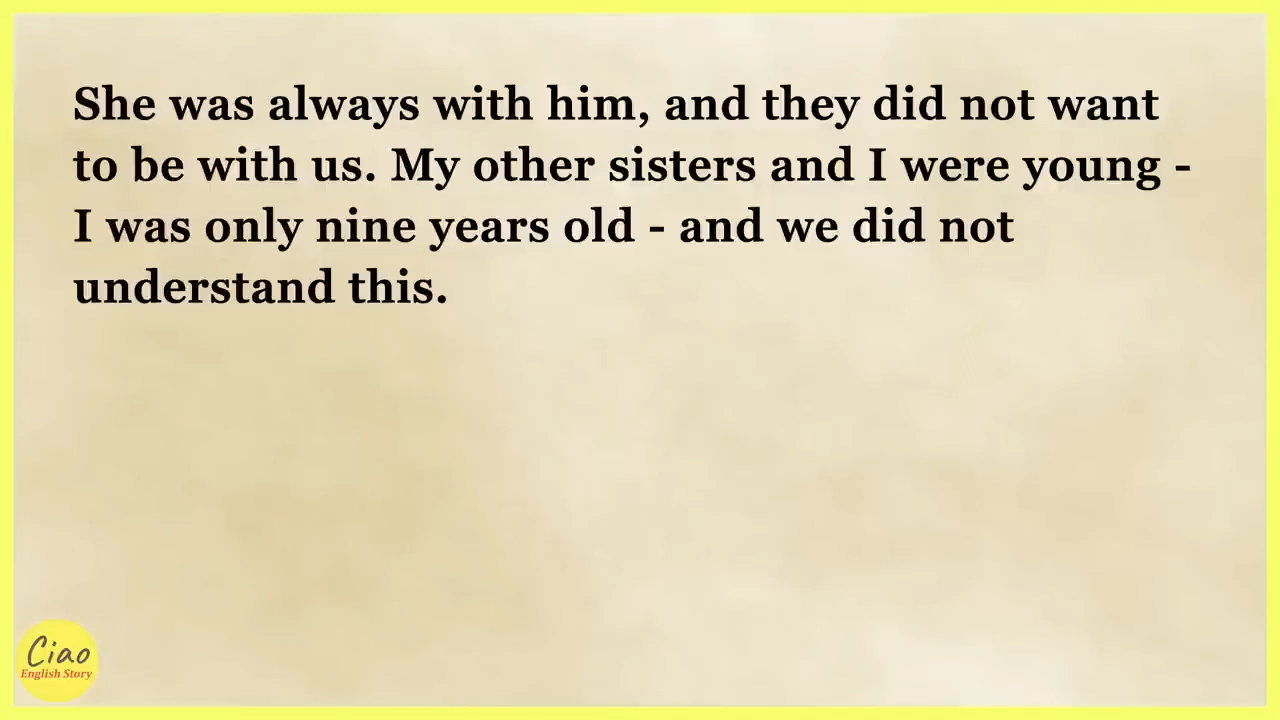 She was always with him, and they did not want
to be with us. My other sisters and I were young -
I was only nine years old - and we did not
understand this.
Ciao
English Story